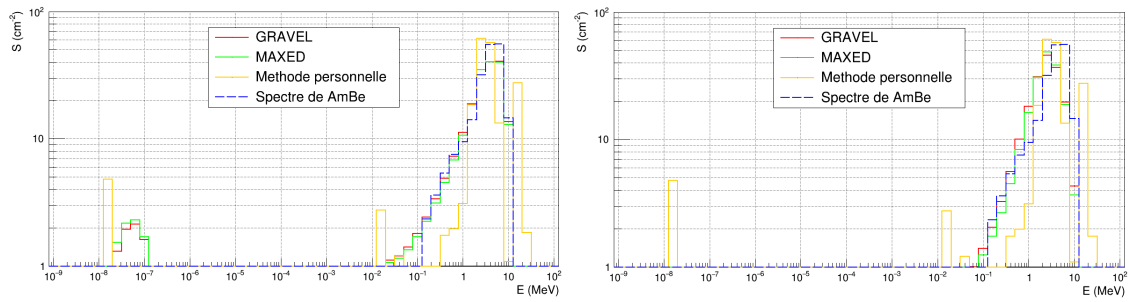 S (cm⁻²)
10²
10
1
GRAVEL
MAXED
Methode personnelle
Spectre de AmBe
10⁻⁹ 10⁻⁸ 10⁻⁷ 10⁻⁶ 10⁻⁵ 10⁻⁴ 10⁻³ 10⁻² 10⁻¹ 1 10 10²
E (MeV)
S (cm⁻²)
10²
10
1
GRAVEL
MAXED
Methode personnelle
Spectre de AmBe
10⁻⁹ 10⁻⁸ 10⁻⁷ 10⁻⁶ 10⁻⁵ 10⁻⁴ 10⁻³ 10⁻² 10⁻¹ 1 10 10²
E (MeV)